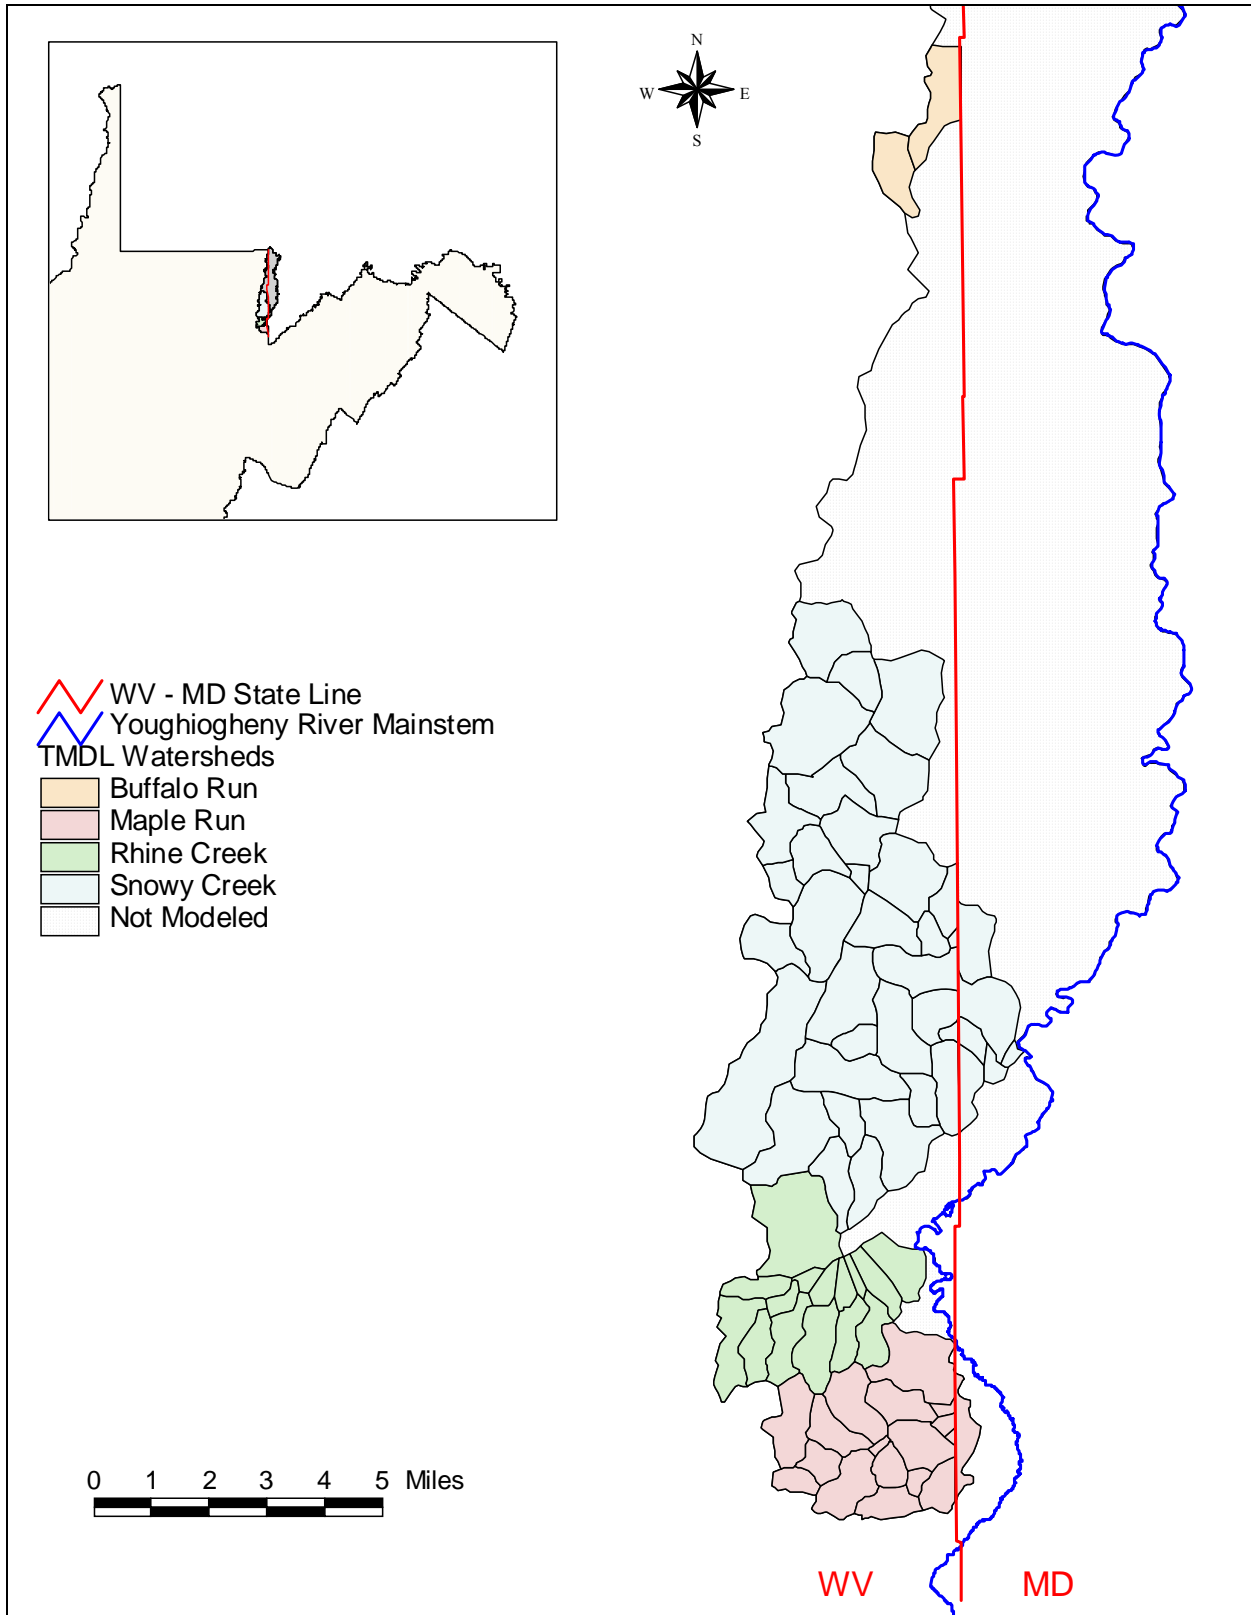 N
W E
S
WV - MD State Line
Youghiogheny River Mainstem
TMDL Watersheds
Buffalo Run
Maple Run
Rhine Creek
Snowy Creek
Not Modeled
0 1 2 3 4 5 Miles
WV MD